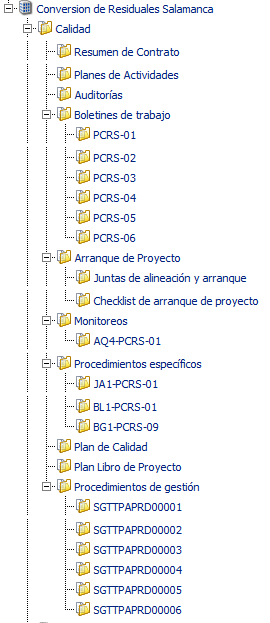 Conversion de Residuales Salamanca
Calidad
Resumen de Contrato
Planes de Actividades
Auditorías
Boletines de trabajo
PCRS-01
PCRS-02
PCRS-03
PCRS-04
PCRS-05
PCRS-06
Arranque de Proyecto
Juntas de alineación y arranque
Checklist de arranque de proyecto
Monitoreos
AQ4-PCRS-01
Procedimientos específicos
JA1-PCRS-01
BL1-PCRS-01
BG1-PCRS-09
Plan de Calidad
Plan Libro de Proyecto
Procedimientos de gestión
SGTTPAPRD00001
SGTTPAPRD00002
SGTTPAPRD00003
SGTTPAPRD00004
SGTTPAPRD00005
SGTTPAPRD00006